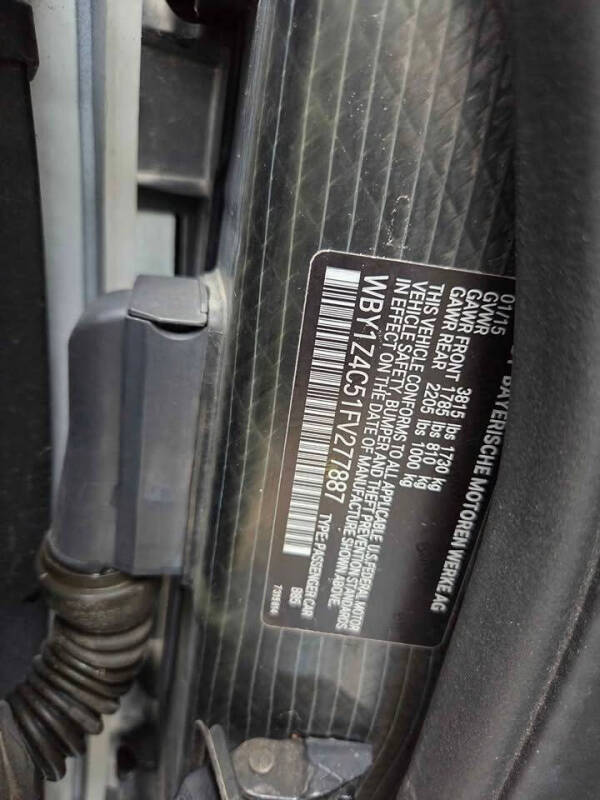 BAYERISCHE MOTOREN WERKE AG
01/15
GVWR 3815 lbs 1730 kg
GAWR FRONT 1785 lbs 810 kg
GAWR REAR 2205 lbs 1000 kg
THIS VEHICLE CONFORMS TO ALL APPLICABLE U.S. FEDERAL MOTOR
VEHICLE SAFETY, BUMPER AND THEFT PREVENTION STANDARDS
IN EFFECT ON THE DATE OF MANUFACTURE SHOWN ABOVE.
WBY1Z4C51FV277887
TYPE: PASSENGER CAR